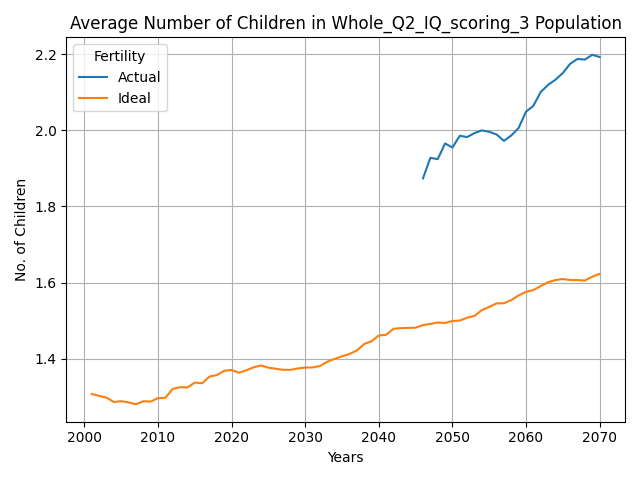 Average Number of Children in Whole_Q2_IQ_scoring_3 Population
Fertility
Actual
Ideal
No. of Children
2.2
2.0
1.8
1.6
1.4
2000 2010 2020 2030 2040 2050 2060 2070
Years